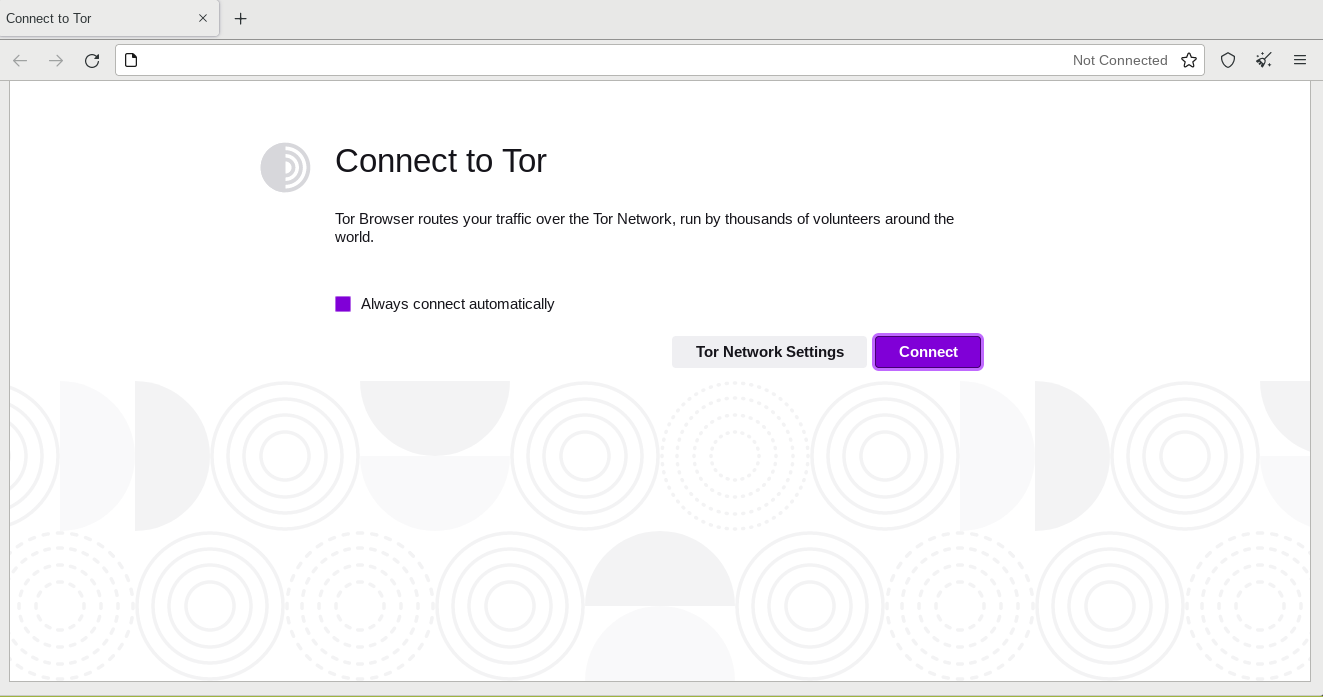 Connect to Tor
Not Connected
Connect to Tor
Tor Browser routes your traffic over the Tor Network, run by thousands of volunteers around the
world.
Always connect automatically
Tor Network Settings
Connect